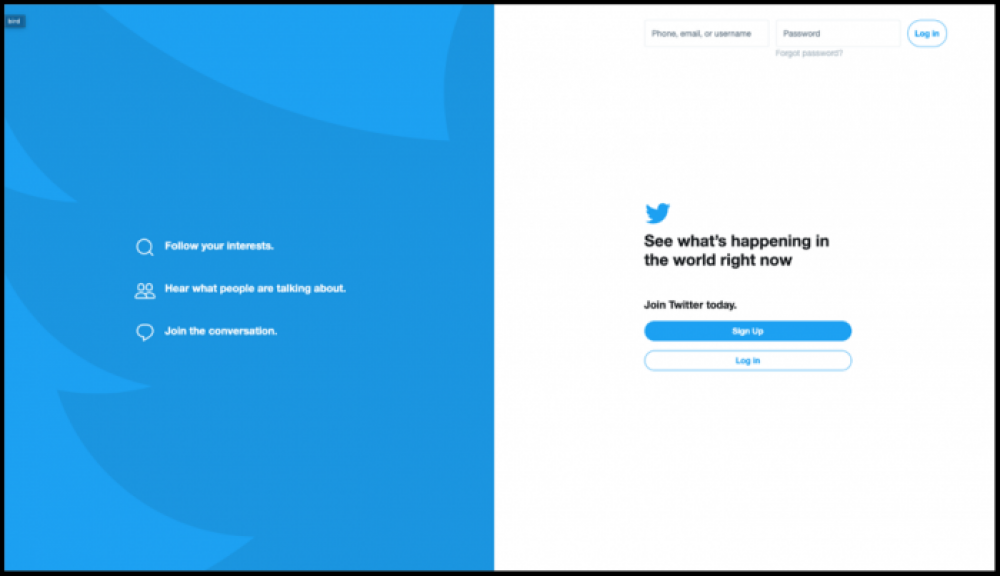 bird
Phone, email, or username
Password
Log in
Forgot password?
Follow your interests.
Hear what people are talking about.
Join the conversation.
See what's happening in
the world right now
Join Twitter today.
Sign Up
Log in